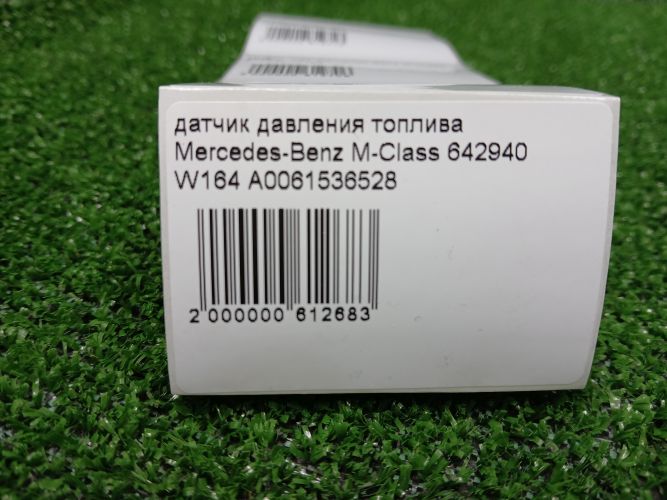 датчик давления топлива
Mercedes-Benz M-Class 642940
W164 A0061536528
2 000000 612683